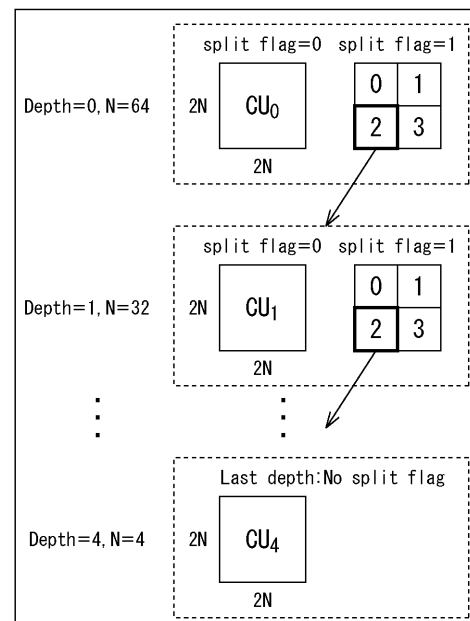 split flag=0 split flag=1
Depth=0, N=64 2N CU0 0 1
2 3
2N
split flag=0 split flag=1
Depth=1, N=32 2N CU1 0 1
2 3
2N
Last depth:No split flag
Depth=4, N=4 2N CU4
2N